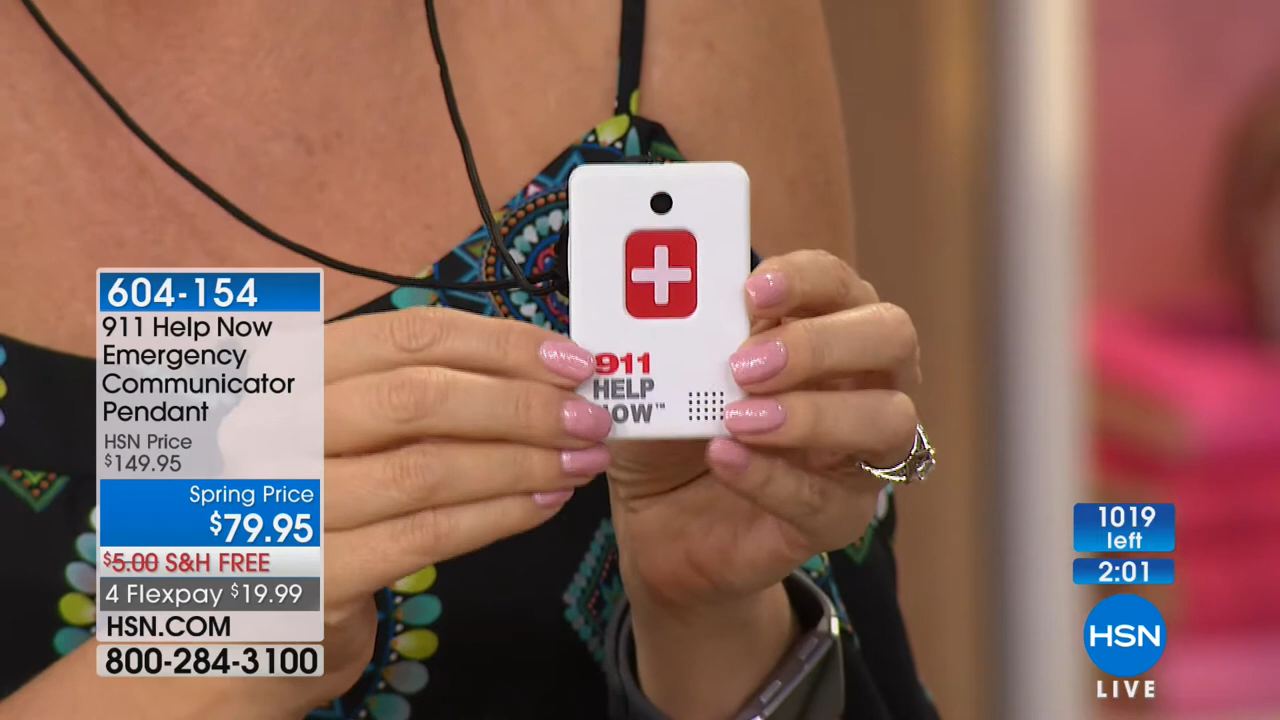 604-154
911 Help Now
Emergency
Communicator
Pendant
HSN Price
$149.95
Spring Price
$79.95
$5.00 S&H FREE
4 Flexpay $19.99
HSN.COM
800-284-3100
911
HELP
NOW™
1019
left
2:01
HSN
LIVE